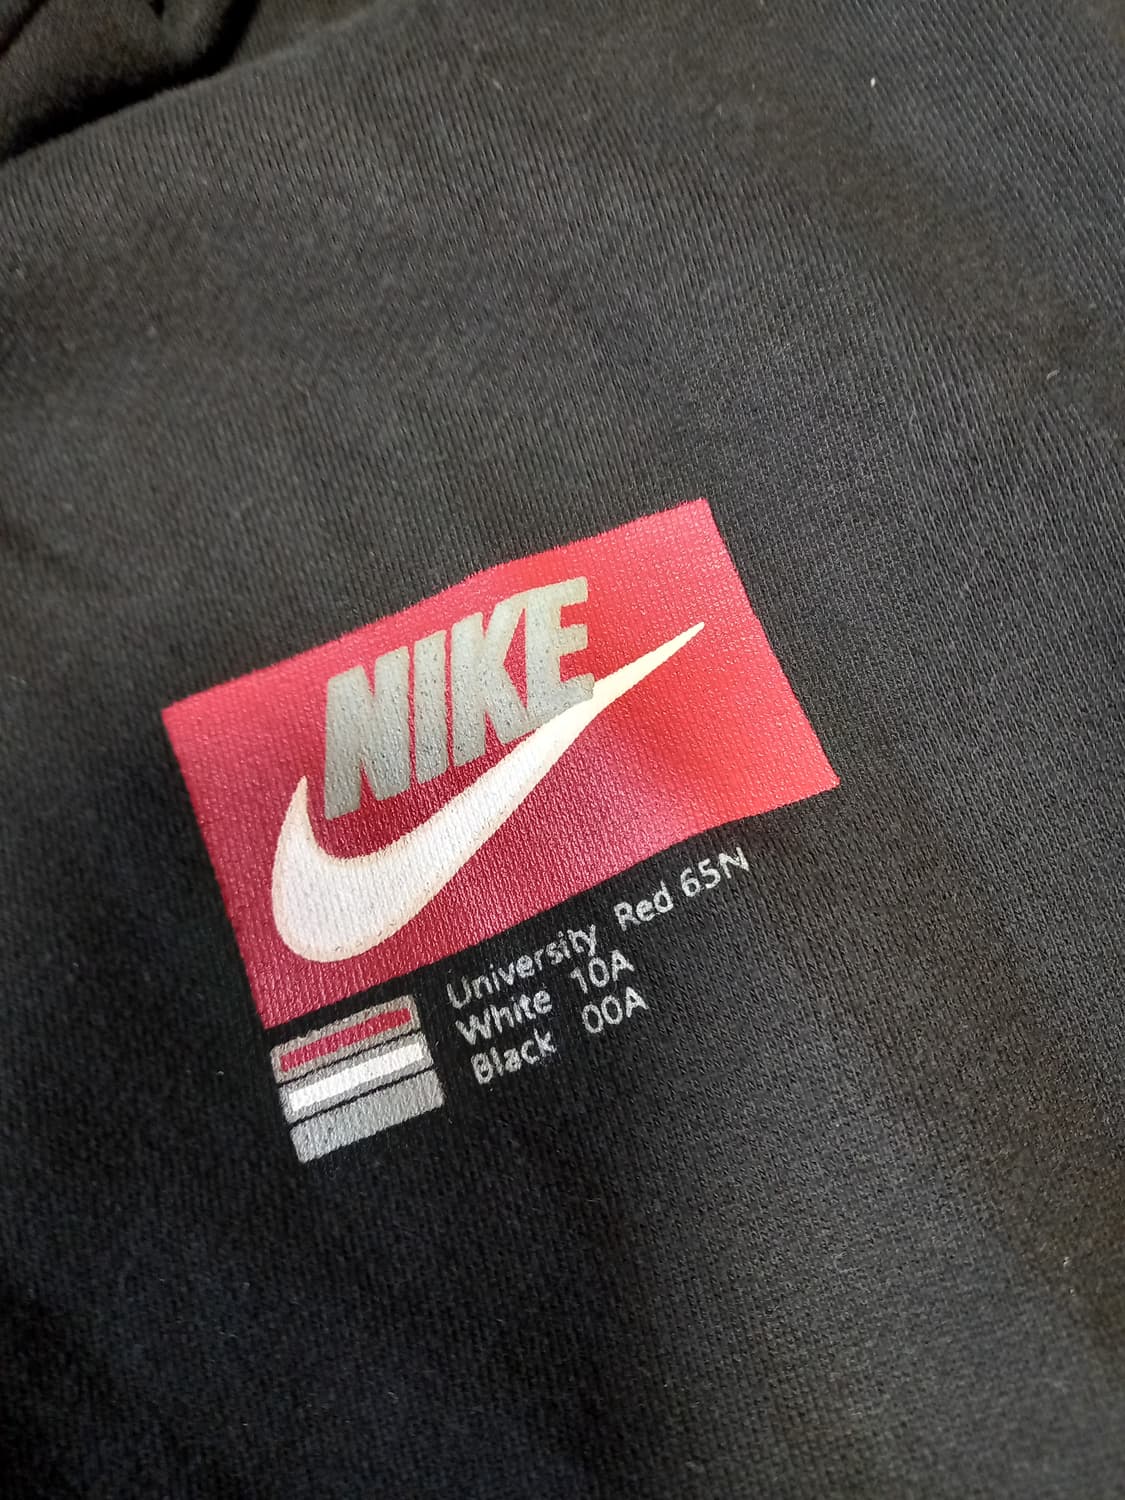 NIKE
University Red 65N
White 10A
Black 00A